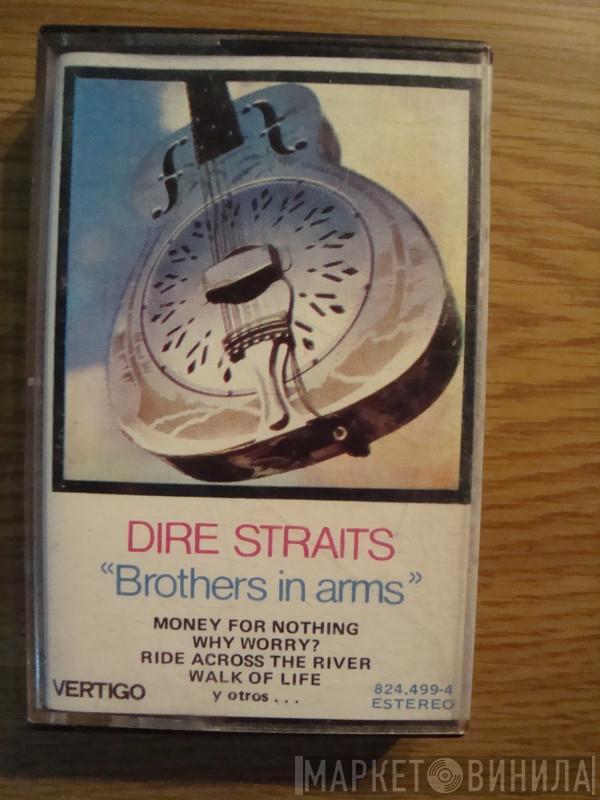 DIRE STRAITS
“Brothers in arms”
MONEY FOR NOTHING
WHY WORRY?
RIDE ACROSS THE RIVER
WALK OF LIFE
y otros...
VERTIGO
824.499-4
ESTEREO
МАРКЕТ ВИНИЛА